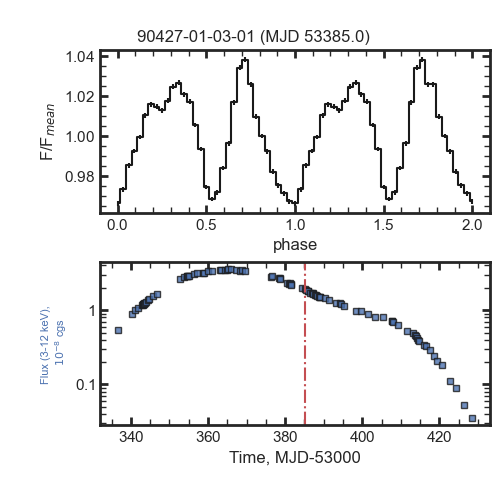 90427-01-03-01 (MJD 53385.0)
1.04
1.02
1.00
0.98
F/Fmean
0.0 0.5 1.0 1.5 2.0
phase
Flux (3-12 keV),
10⁻⁸ cgs
1
0.1
340 360 380 400 420
Time, MJD-53000